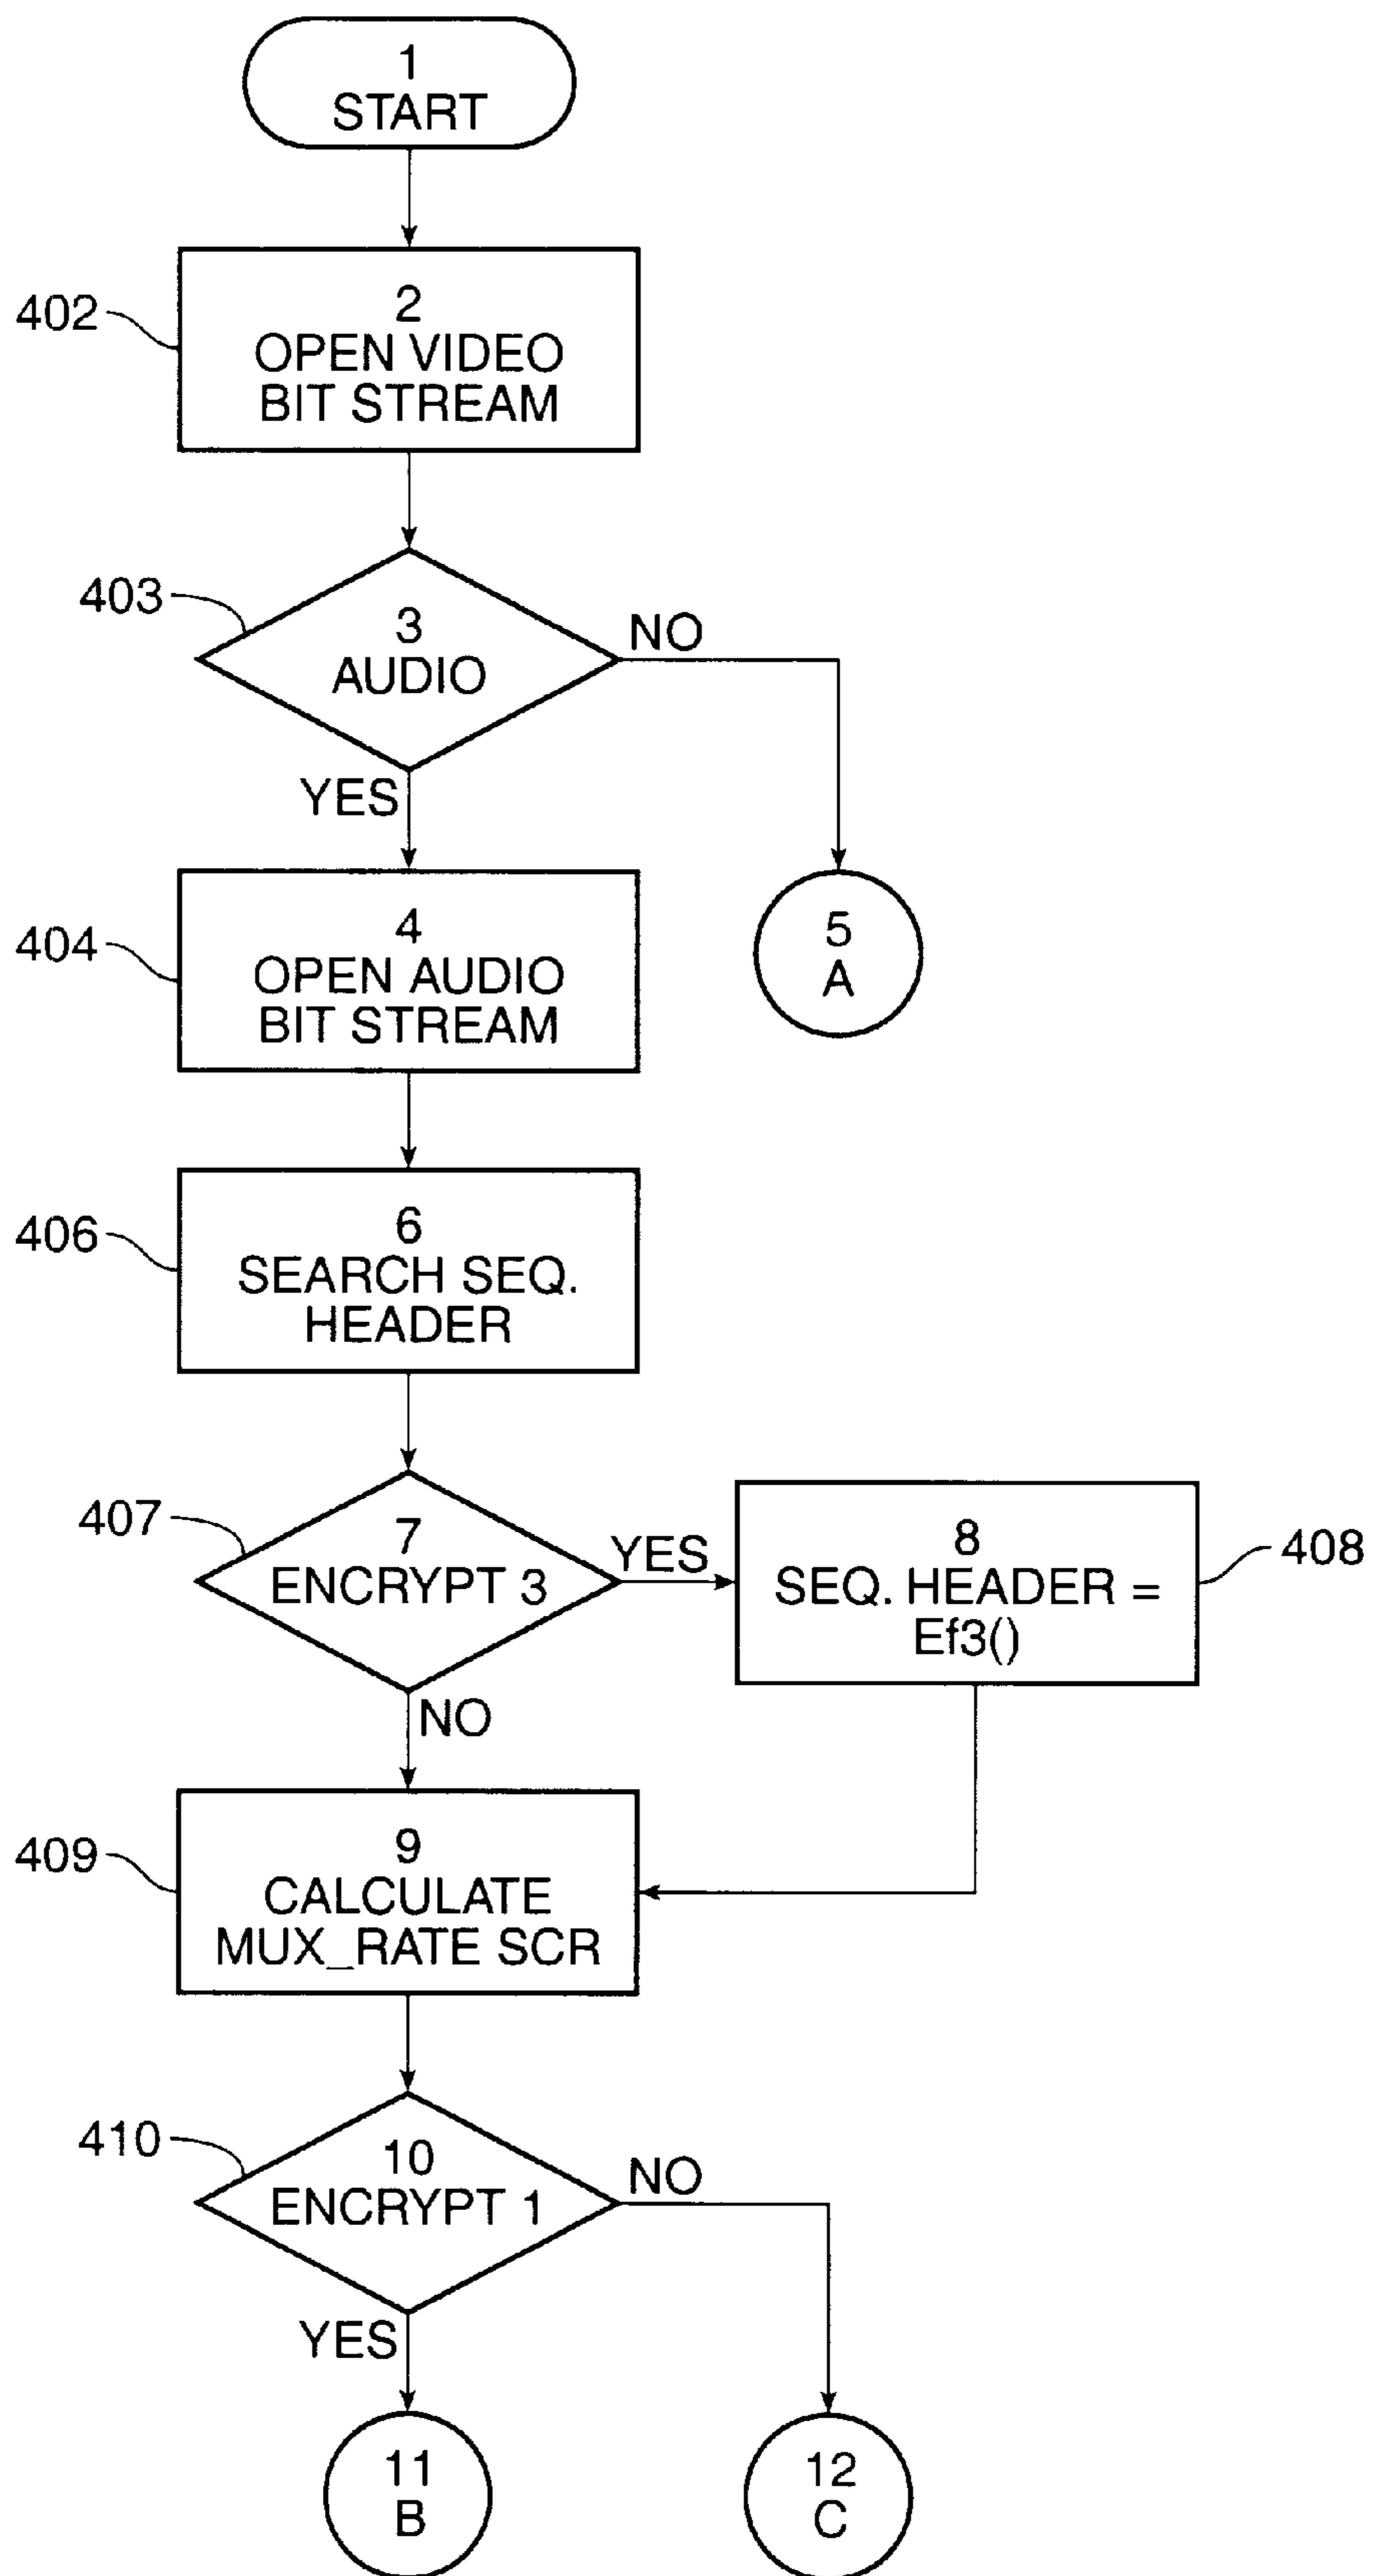 1
START
402
2
OPEN VIDEO
BIT STREAM
403
3
AUDIO
NO
YES
404
4
OPEN AUDIO
BIT STREAM
5
A
406
6
SEARCH SEQ.
HEADER
407
7
ENCRYPT 3
YES
NO
8
SEQ. HEADER =
Ef3()
408
409
9
CALCULATE
MUX_RATE SCR
410
10
ENCRYPT 1
NO
YES
11
B
12
C